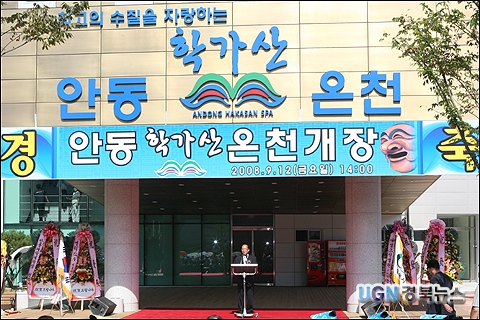 최고의 수질을 자랑하는
학가산
안동 온천
ANDONG HAKASAN SPA
경 안동 학가산 온천개장 축
2008.9.12(금요일) 14:00
UGN경북뉴스